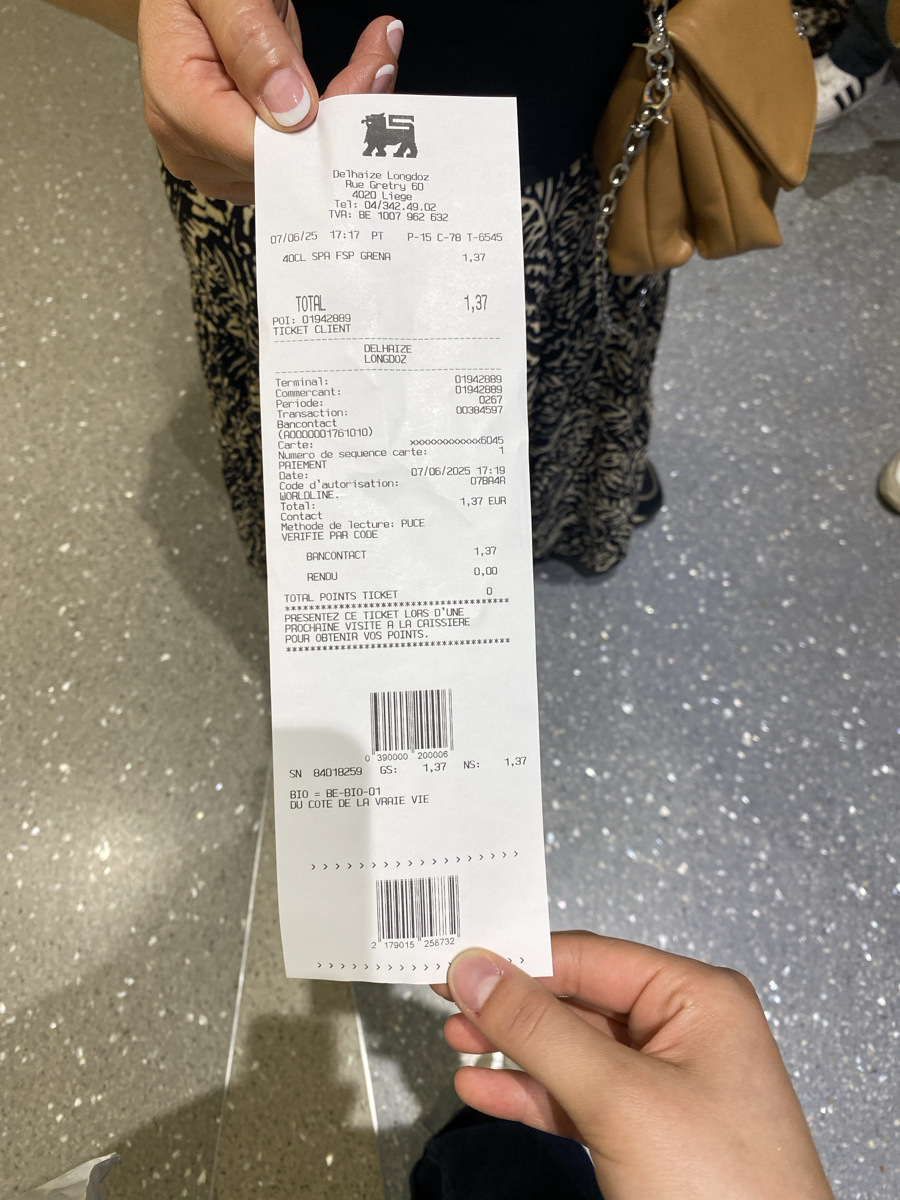 Delhaize Longdoz
Rue Gretry 60
4020 Liege
Tel: 04/342.49.02
TVA: BE 1007 962 632
07/06/25 17:17 PT P-15 C-78 T-6545
40CL SPA FSP GRENA 1,37
TOTAL 1,37
POI: 01942889
TICKET CLIENT
DELHAIZE
LONGDOZ
Terminal: 01942889
Commercant: 01942889
Periode: 0267
Transaction: 00384597
Bancontact
(A0000001761010)
Carte: xxxxxxxxxxxxx6045
Numero de sequence carte: 1
PAIEMENT
Date: 07/06/2025 17:19
Code d'autorisation: 07BA4A
WORLDLINE.
Total: 1,37 EUR
Contact
Methode de lecture: PUCE
VERIFIE PAR CODE
BANCONTACT 1,37
RENDU 0,00
TOTAL POINTS TICKET 0
PRESENTEZ CE TICKET LORS D'UNE
PROCHAINE VISITE A LA CAISSIERE
POUR OBTENIR VOS POINTS.
0 390000 200006
SN 84018259 GS: 1,37 NS: 1,37
BIO = BE-BIO-01
DU COTE DE LA VRAIE VIE
2 179015 258732